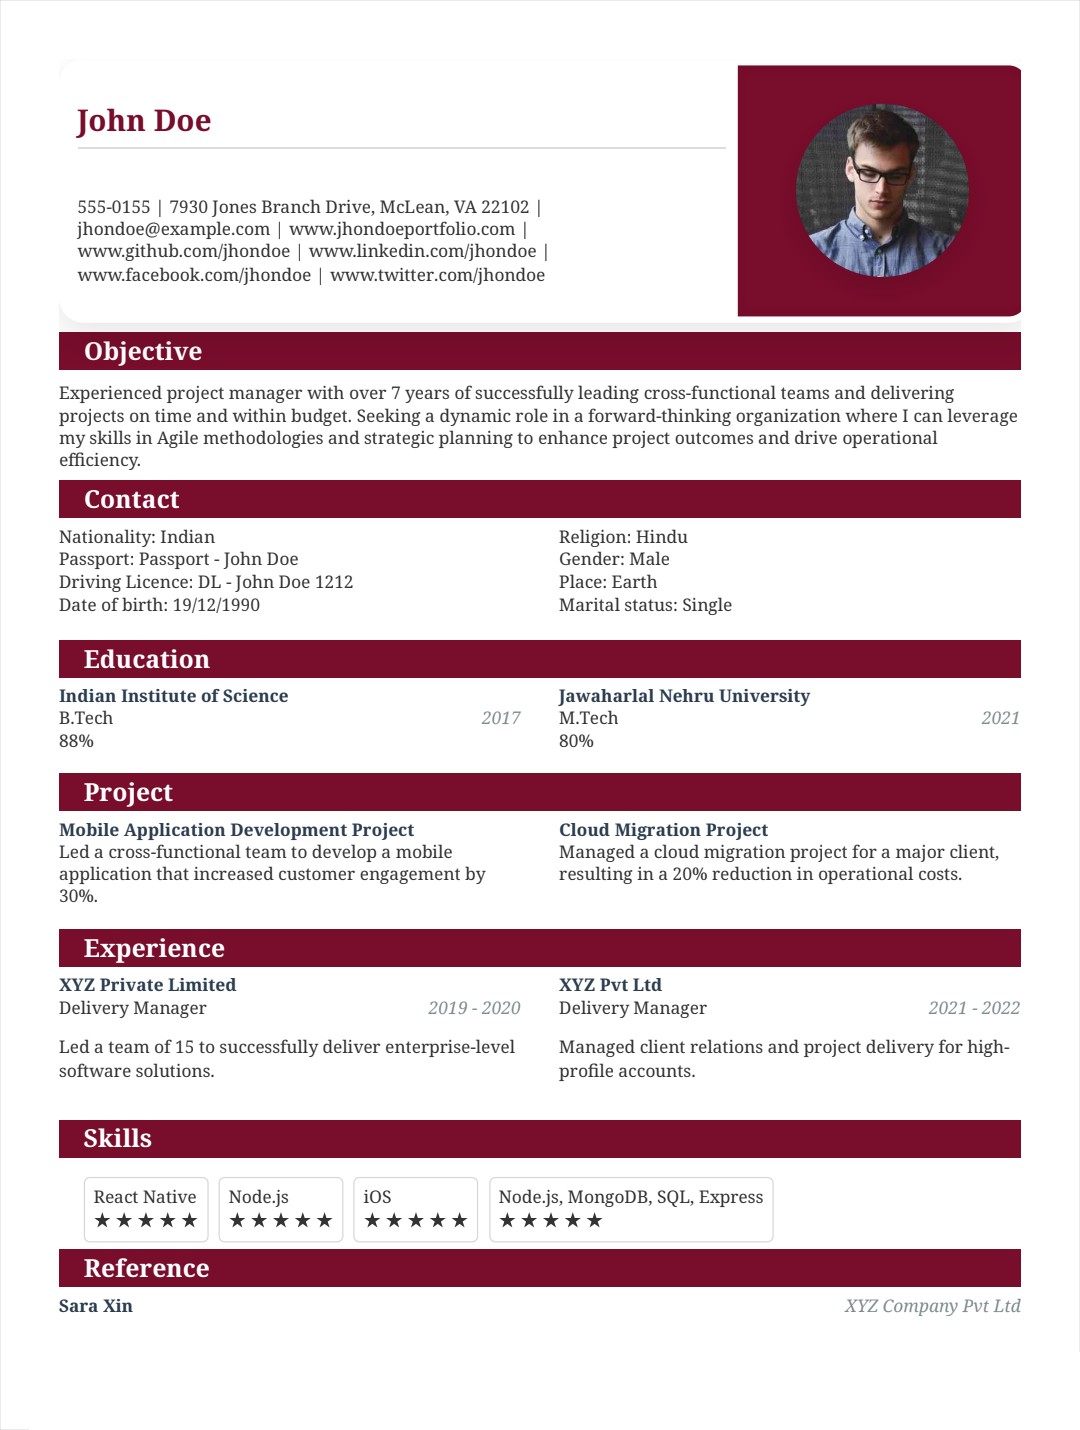 John Doe
555-0155 | 7930 Jones Branch Drive, McLean, VA 22102 |
jhondoe@example.com | www.jhondoeportfolio.com |
www.github.com/jhondoe | www.linkedin.com/jhondoe |
www.facebook.com/jhondoe | www.twitter.com/jhondoe
Objective
Experienced project manager with over 7 years of successfully leading cross-functional teams and delivering
projects on time and within budget. Seeking a dynamic role in a forward-thinking organization where I can leverage
my skills in Agile methodologies and strategic planning to enhance project outcomes and drive operational
efficiency.
Contact
Nationality: Indian
Passport: Passport - John Doe
Driving Licence: DL - John Doe 1212
Date of birth: 19/12/1990
Religion: Hindu
Gender: Male
Place: Earth
Marital status: Single
Education
Indian Institute of Science
B.Tech 2017
88%
Jawaharlal Nehru University
M.Tech 2021
80%
Project
Mobile Application Development Project
Led a cross-functional team to develop a mobile
application that increased customer engagement by
30%.
Cloud Migration Project
Managed a cloud migration project for a major client,
resulting in a 20% reduction in operational costs.
Experience
XYZ Private Limited
Delivery Manager 2019 - 2020
Led a team of 15 to successfully deliver enterprise-level
software solutions.
XYZ Pvt Ltd
Delivery Manager 2021 - 2022
Managed client relations and project delivery for high-
profile accounts.
Skills
React Native
★★★★★
Node.js
★★★★★
iOS
★★★★★
Node.js, MongoDB, SQL, Express
★★★★★
Reference
Sara Xin XYZ Company Pvt Ltd